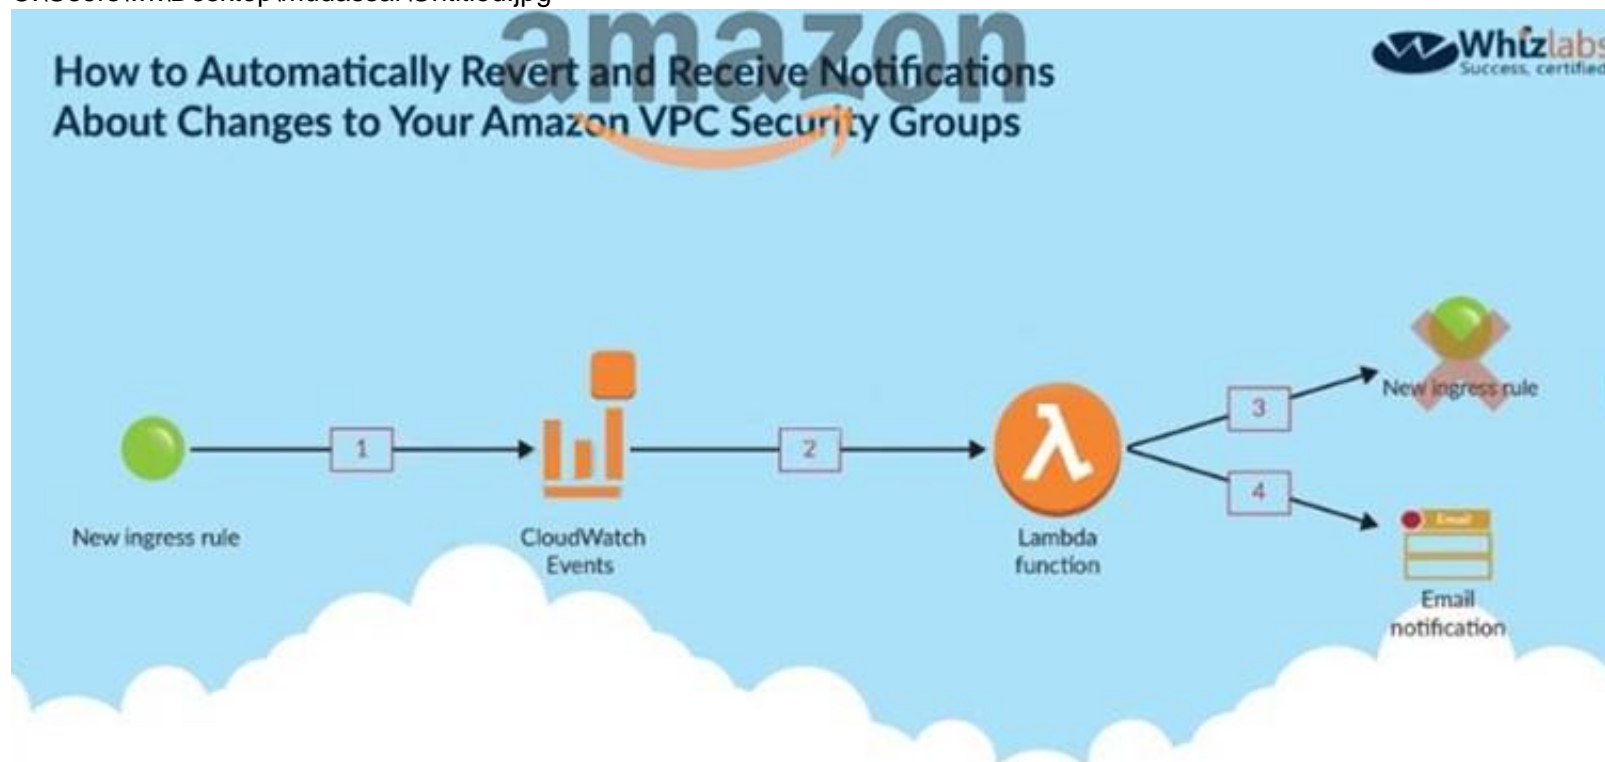 amazon
How to Automatically Revert and Receive Notifications
About Changes to Your Amazon VPC Security Groups
Whizlabs
Success, certified
1
2
3
4
New ingress rule
New ingress rule
CloudWatch
Events
Lambda
function
Email
Email
notification